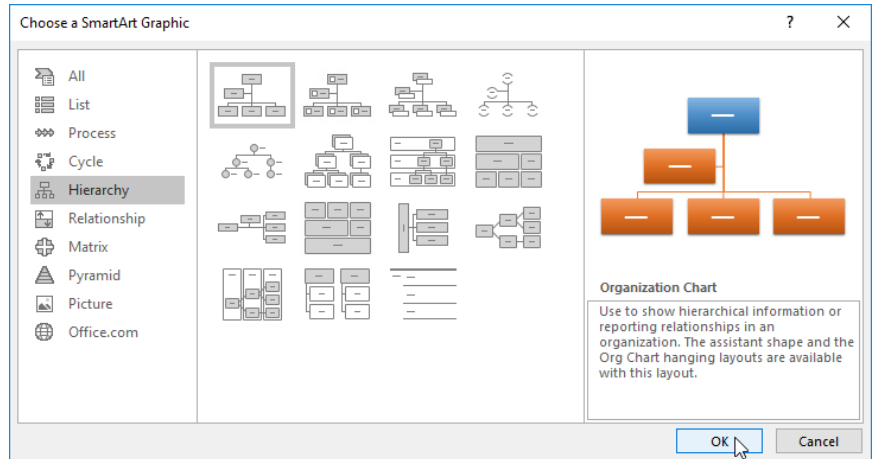 Choose a SmartArt Graphic
?
All
List
Process
Cycle
Hierarchy
Relationship
Matrix
Pyramid
Picture
Office.com
Organization Chart
Use to show hierarchical information or
reporting relationships in an
organization. The assistant shape and the
Org Chart hanging layouts are available
with this layout.
OK
Cancel